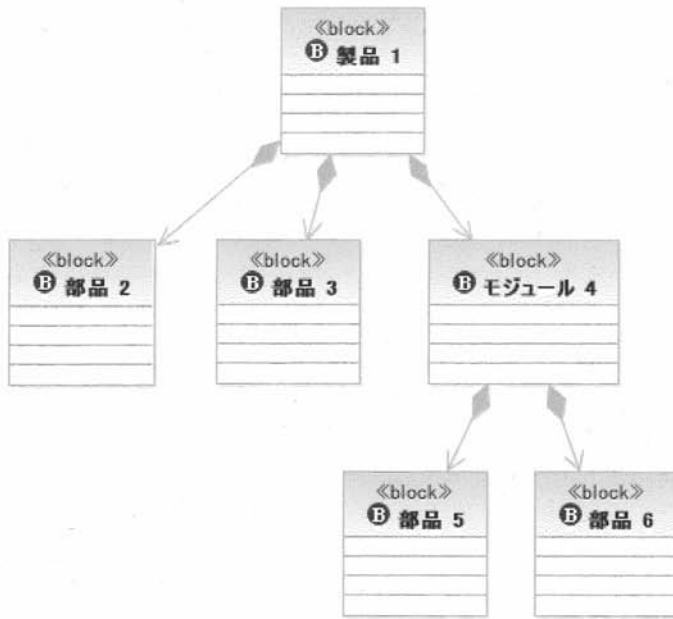 ≪block≫
B 製品 1
≪block≫
B 部品 2
≪block≫
B 部品 3
≪block≫
B モジュール 4
≪block≫
B 部品 5
≪block≫
B 部品 6